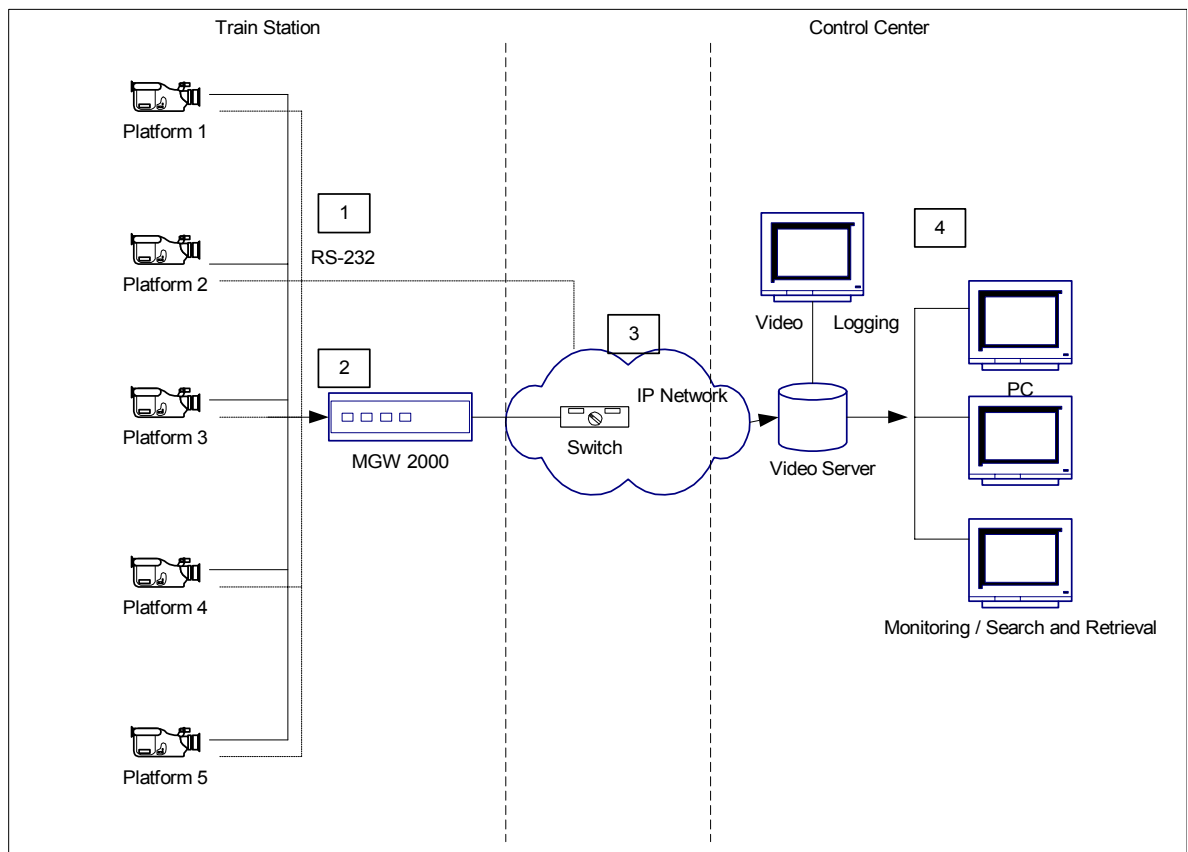 Train Station
Control Center
Platform 1
1
RS-232
Platform 2
4
Video Logging
3
IP Network
PC
2
Platform 3
MGW 2000
Switch
Video Server
Platform 4
Monitoring / Search and Retrieval
Platform 5